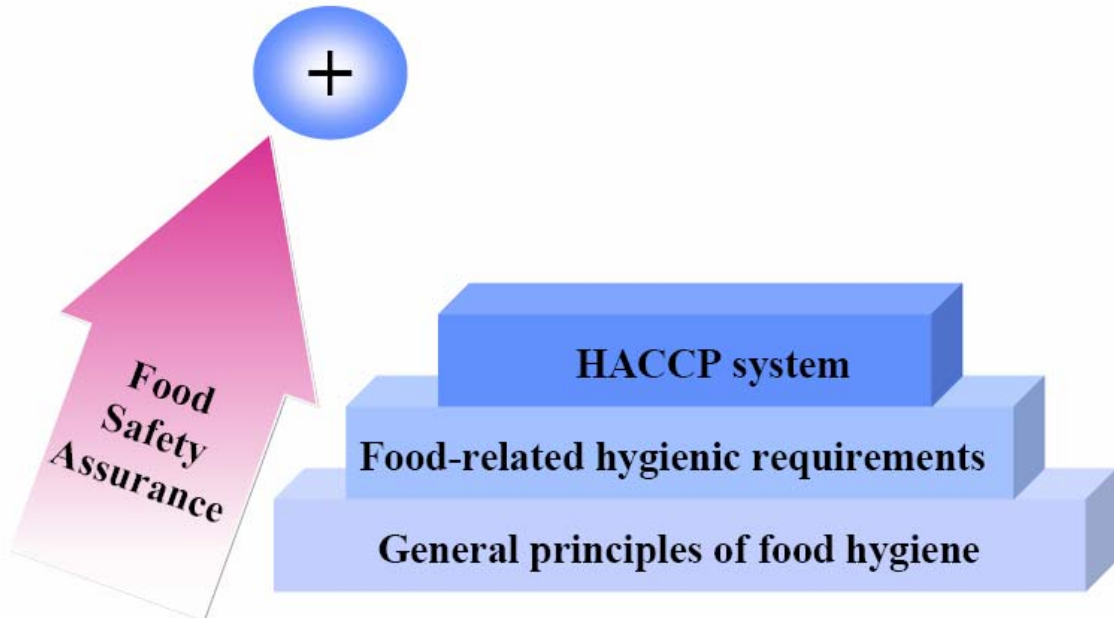 +
Food
Safety
Assurance
HACCP system
Food-related hygienic requirements
General principles of food hygiene